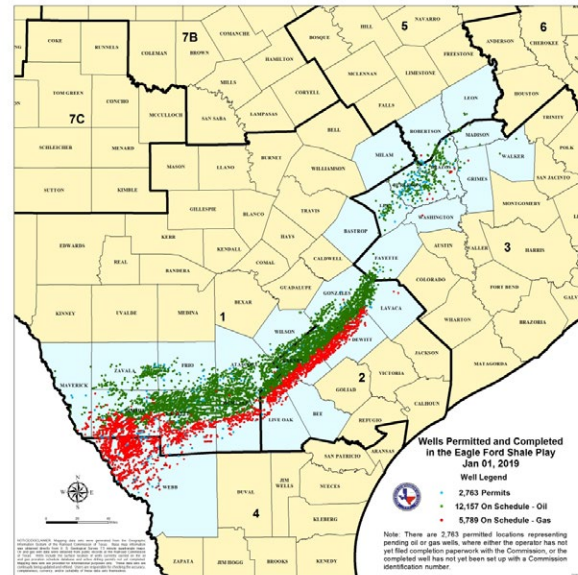 COKE
RUNNELS
COLEMAN
7B
BROWN
COMANCHE
HAMILTON
BOSQUE
HILL
NAVARRO
5
FREESTONE
ANDERSON
CHEROKEE
6
MILLS
CORYELL
MCLENNAN
LIMESTONE
TOM GREEN
CONCHO
7C
MCCULLOCH
SAN SABA
LAMPASAS
FALLS
LEON
HOUSTON
TRINITY
BELL
ROBERTSON
MADISON
POLK
SCHLEICHER
MENARD
MASON
LLANO
BURNET
WILLIAMSON
MILAM
WALKER
GRIMES
SAN JACINTO
SUTTON
KIMBLE
GILLESPIE
BLANCO
TRAVIS
BASTROP
WASHINGTON
MONTGOMERY
EDWARDS
KERR
KENDALL
HAYS
AUSTIN
WALLER
HARRIS
3
REAL
BANDERA
COMAL
CALDWELL
FAYETTE
COLORADO
FORT BEND
GUADALUPE
KINNEY
UVALDE
MEDINA
BEXAR
1
GONZALES
LAVACA
WHARTON
BRAZORIA
WILSON
DEWITT
JACKSON
MATAGORDA
MAVERICK
ZAVALA
FRIO
VICTORIA
2
GOLIAD
CALHOUN
LIVE OAK
BEE
REFUGIO
WEBB
DUVAL
JIM WELLS
SAN PATRICIO
ARANSAS
NUECES
4
KLEBERG
ZAPATA
JIM HOGG
BROOKS
KENEDY
Wells Permitted and Completed
in the Eagle Ford Shale Play
Jan 01, 2019
Well Legend
2,763 Permits
12,157 On Schedule - Oil
5,789 On Schedule - Gas
Note: There are 2,763 permitted locations representing
pending oil or gas wells, where either the operator has not
yet filled completion paperwork with the Commission, or the
completed well has not yet been set up with a Commission
identification number.